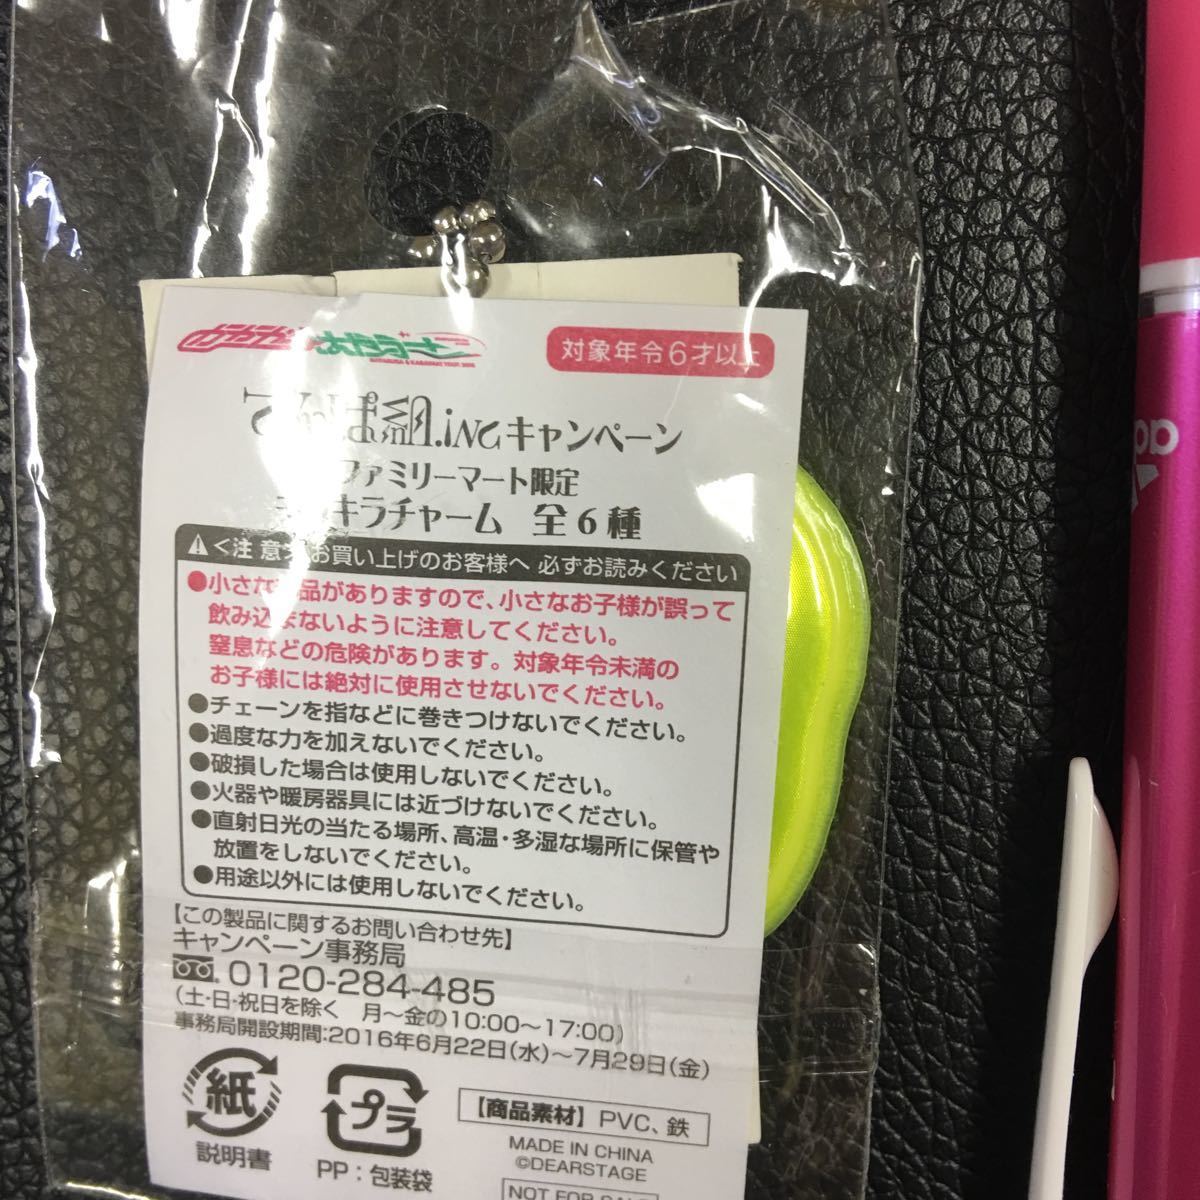 対象年令6才以上
でんぱ組.incキャンペーン
ファミリーマート限定
キラチャーム 全6種
<注意>お買い上げのお客様へ 必ずお読みください
●小さな部品がありますので、小さなお子様が誤って
飲み込まないように注意してください。
窒息などの危険があります。対象年令未満の
お子様には絶対に使用させないでください。
●チェーンを指などに巻きつけないでください。
●過度な力を加えないでください。
●破損した場合は使用しないでください。
●火器や暖房器具には近づけないでください。
●直射日光の当たる場所、高温・多湿な場所に保管や
放置をしないでください。
●用途以外には使用しないでください。
【この製品に関するお問い合わせ先】
キャンペーン事務局
0120-284-485
(土・日・祝日を除く 月~金の10:00~17:00)
事務局開設期間:2016年6月22日(水)~7月29日(金)
紙
説明書
プラ
PP:包装袋
【商品素材】PVC、鉄
MADE IN CHINA
©DEARSTAGE
NOT FOR SALE